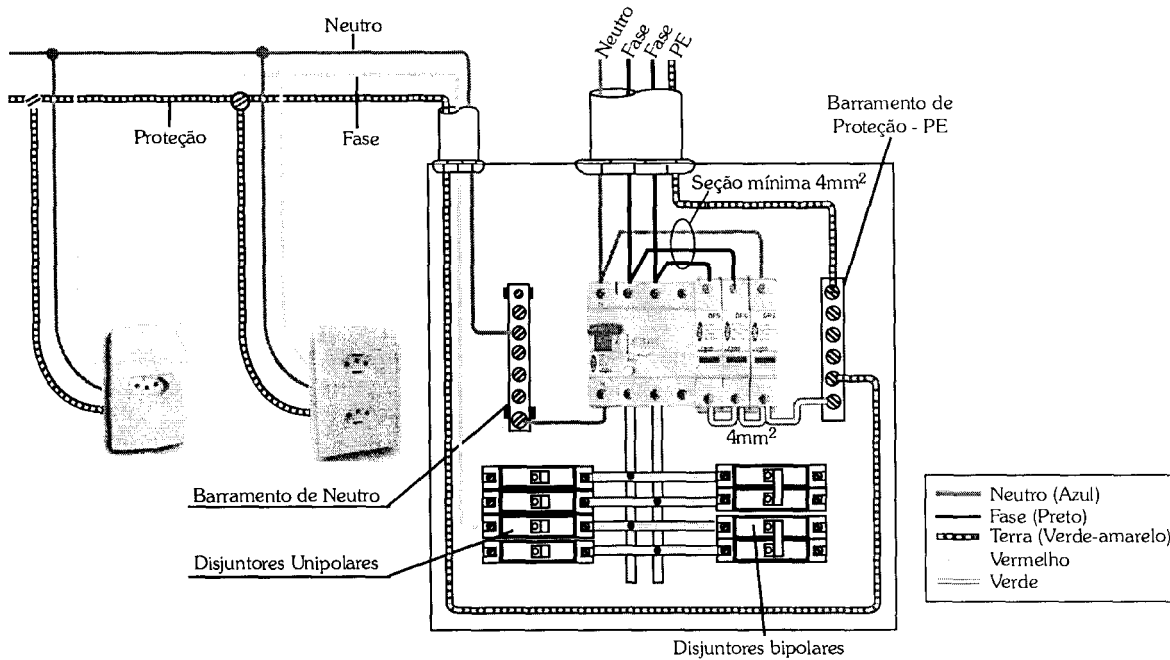 Neutro
Neutro
Fase
Fase
PE
Proteção
Fase
Barramento de
Proteção - PE
Seção mínima 4mm²
4mm²
Barramento de Neutro
Disjuntores Unipolares
Disjuntores bipolares
Neutro (Azul)
Fase (Preto)
Terra (Verde-amarelo)
Vermelho
Verde